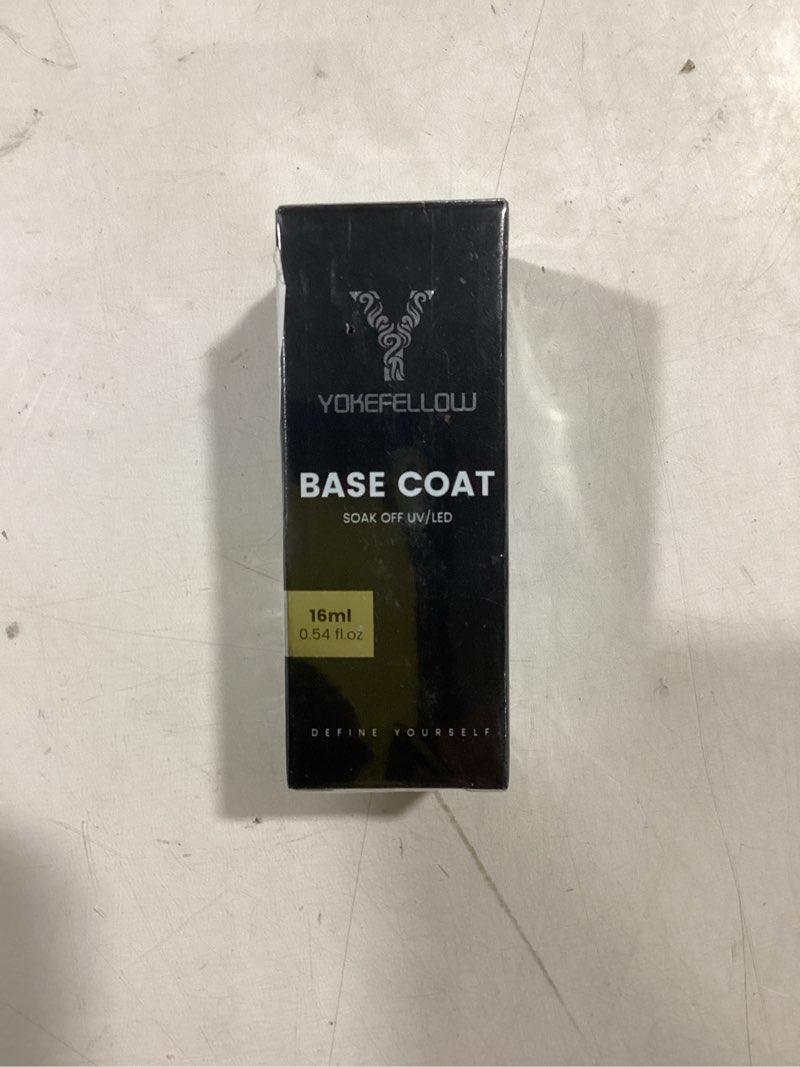 Y
YOKEFELLOW
BASE COAT
SOAK OFF UV/LED
16ml
0.54 fl.oz
DEFINE YOURSELF